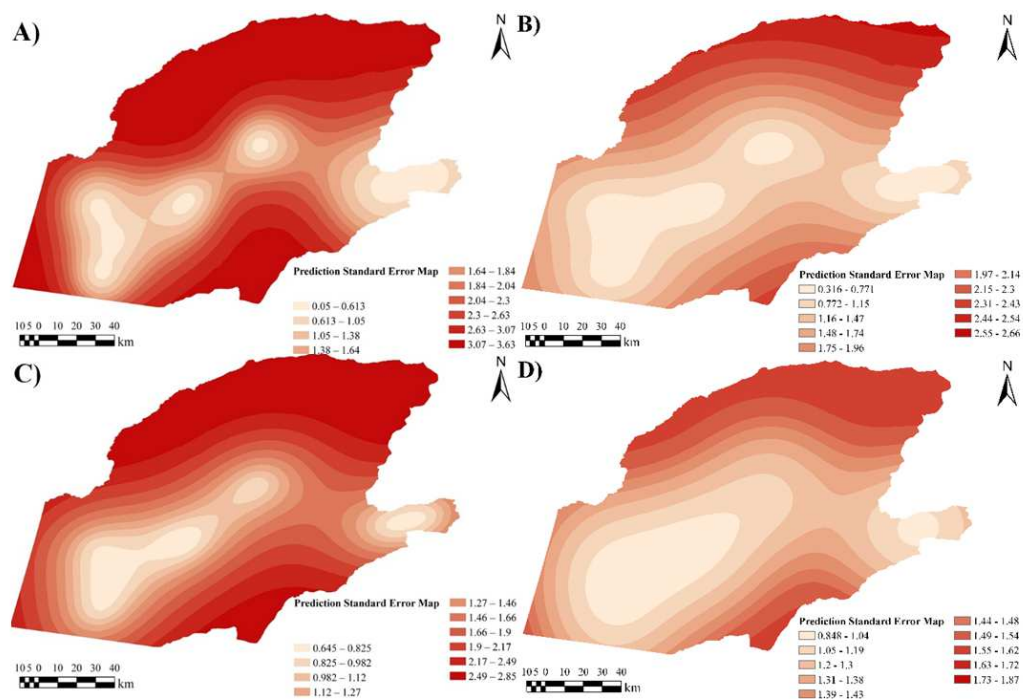 A)
N
Prediction Standard Error Map
0.05 – 0.613
0.613 – 1.05
1.05 – 1.38
1.38 – 1.64
1.64 – 1.84
1.84 – 2.04
2.04 – 2.3
2.3 – 2.63
2.63 – 3.07
3.07 – 3.63
10 5 0 10 20 30 40
km
B)
N
Prediction Standard Error Map
0.316 - 0.771
0.772 - 1.15
1.16 - 1.47
1.48 - 1.74
1.75 - 1.96
1.97 - 2.14
2.15 - 2.3
2.31 - 2.43
2.44 - 2.54
2.55 - 2.66
10 5 0 10 20 30 40
km
C)
N
Prediction Standard Error Map
0.645 – 0.825
0.825 – 0.982
0.982 – 1.12
1.12 – 1.27
1.27 – 1.46
1.46 – 1.66
1.66 – 1.9
1.9 – 2.17
2.17 – 2.49
2.49 – 2.85
10 5 0 10 20 30 40
km
D)
N
Prediction Standard Error Map
0.848 - 1.04
1.05 - 1.19
1.2 - 1.3
1.31 - 1.38
1.39 - 1.43
1.44 - 1.48
1.49 - 1.54
1.55 - 1.62
1.63 - 1.72
1.73 - 1.87
10 5 0 10 20 30 40
km